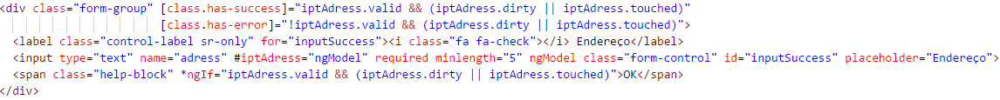 <div class="form-group" [class.has-success]="iptAdress.valid && (iptAdress.dirty || iptAdress.touched)"
[class.has-error]="!iptAdress.valid && (iptAdress.dirty || iptAdress.touched)">
<label class="control-label sr-only" for="inputSuccess"><i class="fa fa-check"></i> Endereço</label>
<input type="text" name="adress" #iptAdress="ngModel" required minlength="5" ngModel class="form-control" id="inputSuccess" placeholder="Endereço">
<span class="help-block" *ngIf="iptAdress.valid && (iptAdress.dirty || iptAdress.touched)">OK</span>
</div>